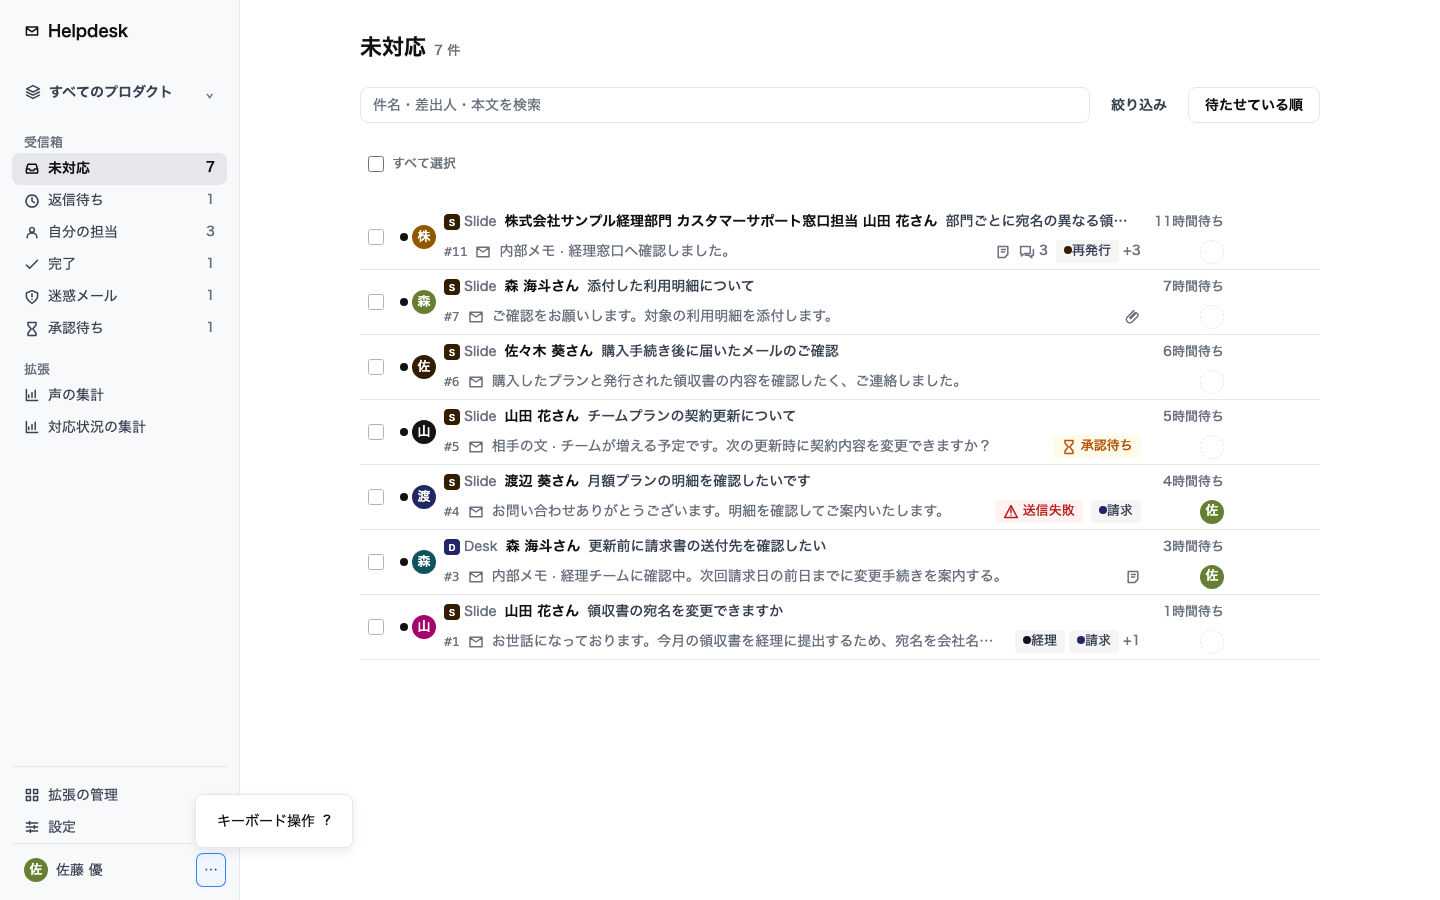 Helpdesk
すべてのプロダクト
受信箱
未対応 7
返信待ち 1
自分の担当 3
完了 1
迷惑メール 1
承認待ち 1
拡張
声の集計
対応状況の集計
拡張の管理
設定
佐 佐藤 優 …
キーボード操作 ?
未対応 7 件
件名・差出人・本文を検索 絞り込み 待たせている順
すべて選択
株 S Slide 株式会社サンプル経理部門 カスタマーサポート窓口担当 山田 花さん 部門ごとに宛名の異なる領… 11時間待ち
#11 内部メモ · 経理窓口へ確認しました。 3 再発行 +3
森 S Slide 森 海斗さん 添付した利用明細について 7時間待ち
#7 ご確認をお願いします。対象の利用明細を添付します。
佐 S Slide 佐々木 葵さん 購入手続き後に届いたメールのご確認 6時間待ち
#6 購入したプランと発行された領収書の内容を確認したく、ご連絡しました。
山 S Slide 山田 花さん チームプランの契約更新について 5時間待ち
#5 相手の文 · チームが増える予定です。次の更新時に契約内容を変更できますか？ 承認待ち
渡 S Slide 渡辺 葵さん 月額プランの明細を確認したいです 4時間待ち
#4 お問い合わせありがとうございます。明細を確認してご案内いたします。 送信失敗 請求 佐
森 D Desk 森 海斗さん 更新前に請求書の送付先を確認したい 3時間待ち
#3 内部メモ · 経理チームに確認中。次回請求日の前日までに変更手続きを案内する。 佐
山 S Slide 山田 花さん 領収書の宛名を変更できますか 1時間待ち
#1 お世話になっております。今月の領収書を経理に提出するため、宛名を会社名… 経理 請求 +1